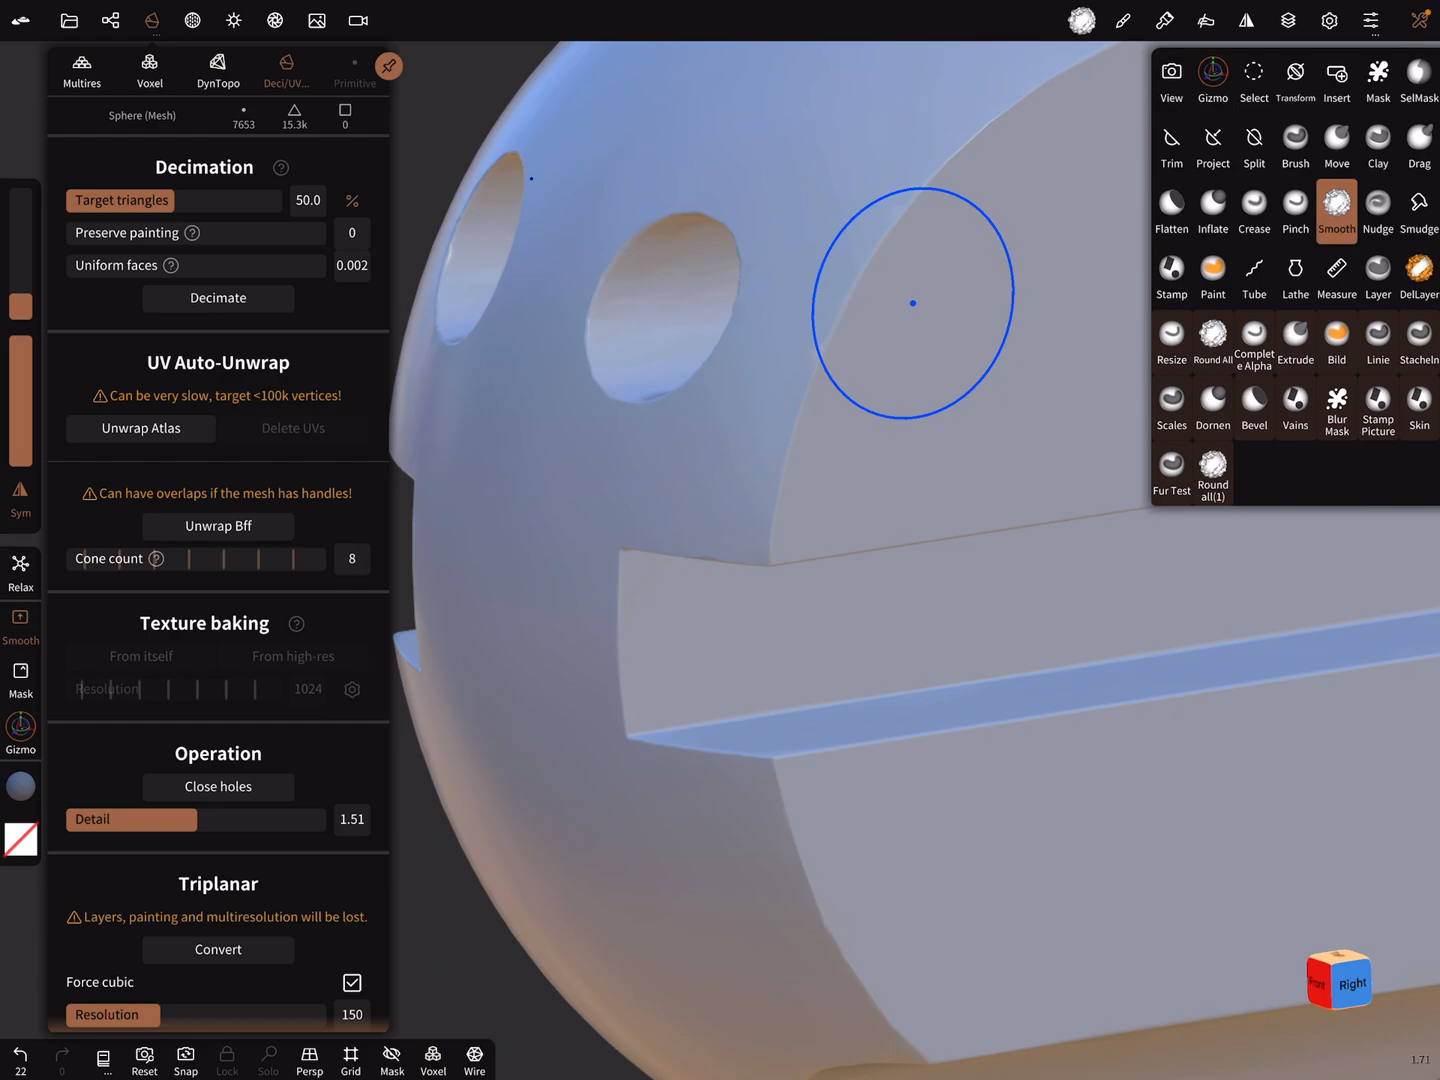 Multires
Voxel
DynTopo
Deci/UV...
Primitive
Sphere (Mesh)
7653
15.3k
0
Decimation ?
Target triangles
50.0
%
Preserve painting ?
0
Uniform faces ?
0.002
Decimate
UV Auto-Unwrap
Can be very slow, target <100k vertices!
Unwrap Atlas
Delete UVs
Can have overlaps if the mesh has handles!
Unwrap Bff
Cone count ?
8
Texture baking ?
From itself
From high-res
Resolution
1024
Operation
Close holes
Detail
1.51
Triplanar
Layers, painting and multiresolution will be lost.
Convert
Force cubic
Resolution
150
Sym
Relax
Smooth
Mask
Gizmo
View
Gizmo
Select
Transform
Insert
Mask
SelMask
Trim
Project
Split
Brush
Move
Clay
Drag
Flatten
Inflate
Crease
Pinch
Smooth
Nudge
Smudge
Stamp
Paint
Tube
Lathe
Measure
Layer
DelLayer
Resize
Round All
Complet
e Alpha
Extrude
Bild
Linie
Stacheln
Scales
Dornen
Bevel
Vains
Blur
Mask
Stamp
Picture
Skin
Fur Test
Round
all(1)
Front
Right
22
0
...
Reset
Snap
Lock
Solo
Persp
Grid
Mask
Voxel
Wire
1.71